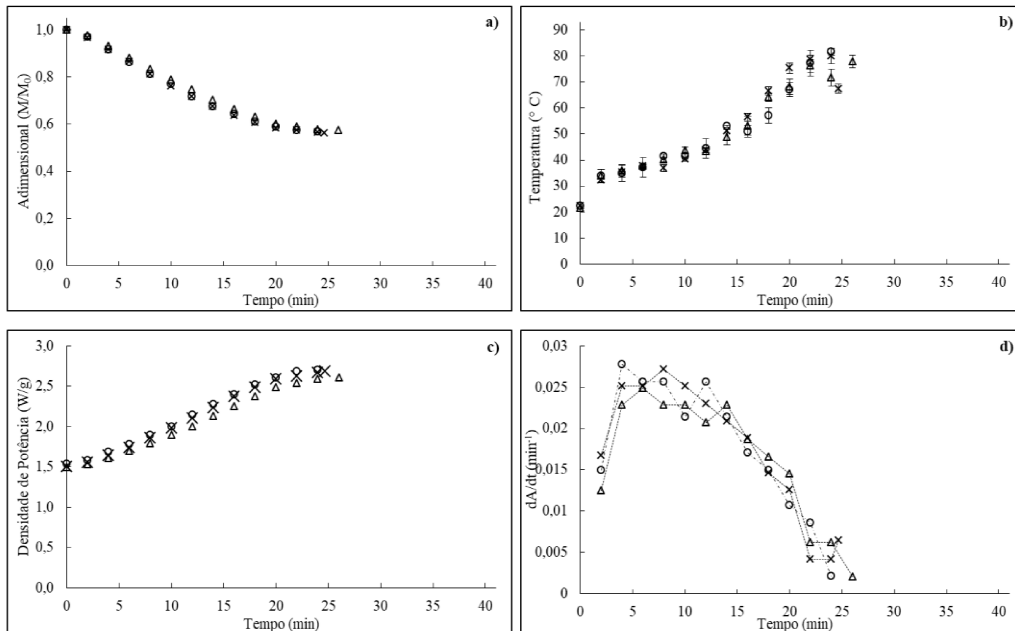 a)
Adimensional (M/M₀)
1,0
0,8
0,6
0,4
0,2
0,0
0 5 10 15 20 25 30 35 40
Tempo (min)
b)
Temperatura (° C)
90
80
70
60
50
40
30
20
10
0
0 5 10 15 20 25 30 35 40
Tempo (min)
c)
Densidade de Potência (W/g)
3,0
2,5
2,0
1,5
1,0
0,5
0,0
0 5 10 15 20 25 30 35 40
Tempo (min)
d)
dA/dt (min⁻¹)
0,03
0,025
0,02
0,015
0,01
0,005
0
0 5 10 15 20 25 30 35 40
Tempo (min)